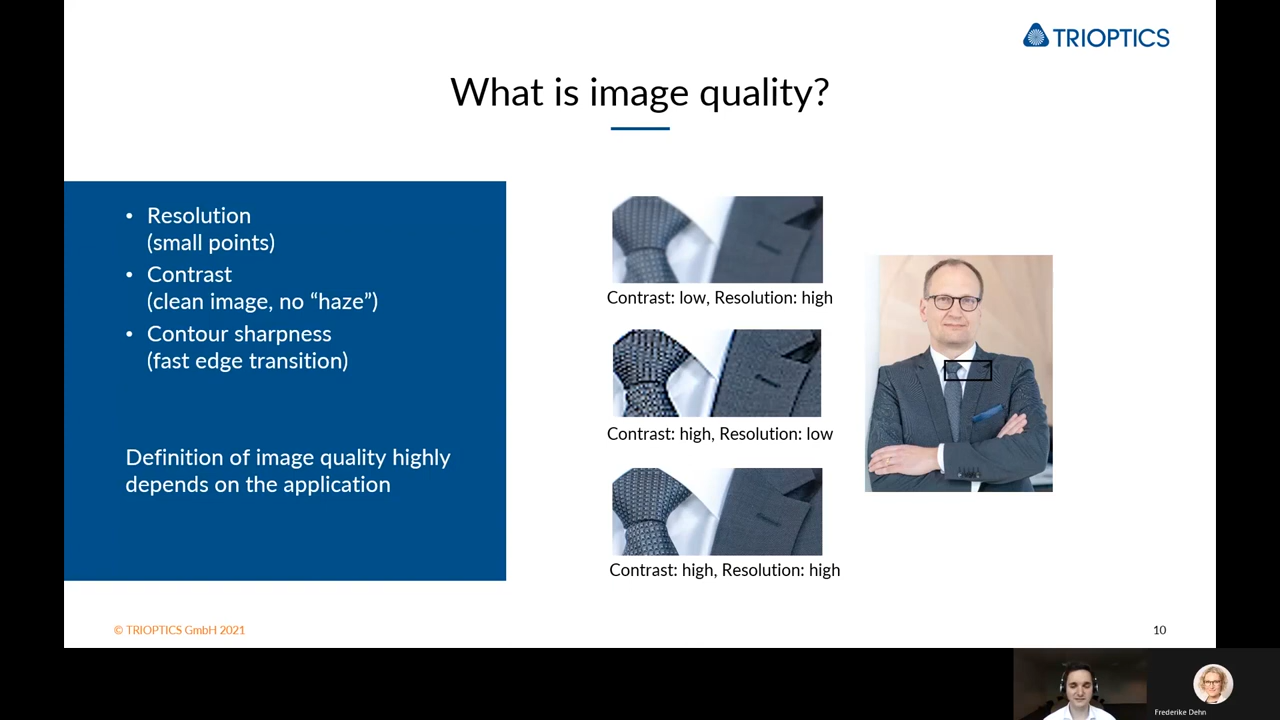 TRIOPTICS
What is image quality?
• Resolution
(small points)
• Contrast
(clean image, no “haze”)
• Contour sharpness
(fast edge transition)
Definition of image quality highly
depends on the application
Contrast: low, Resolution: high
Contrast: high, Resolution: low
Contrast: high, Resolution: high
© TRIOPTICS GmbH 2021
10
Frederike Dehn